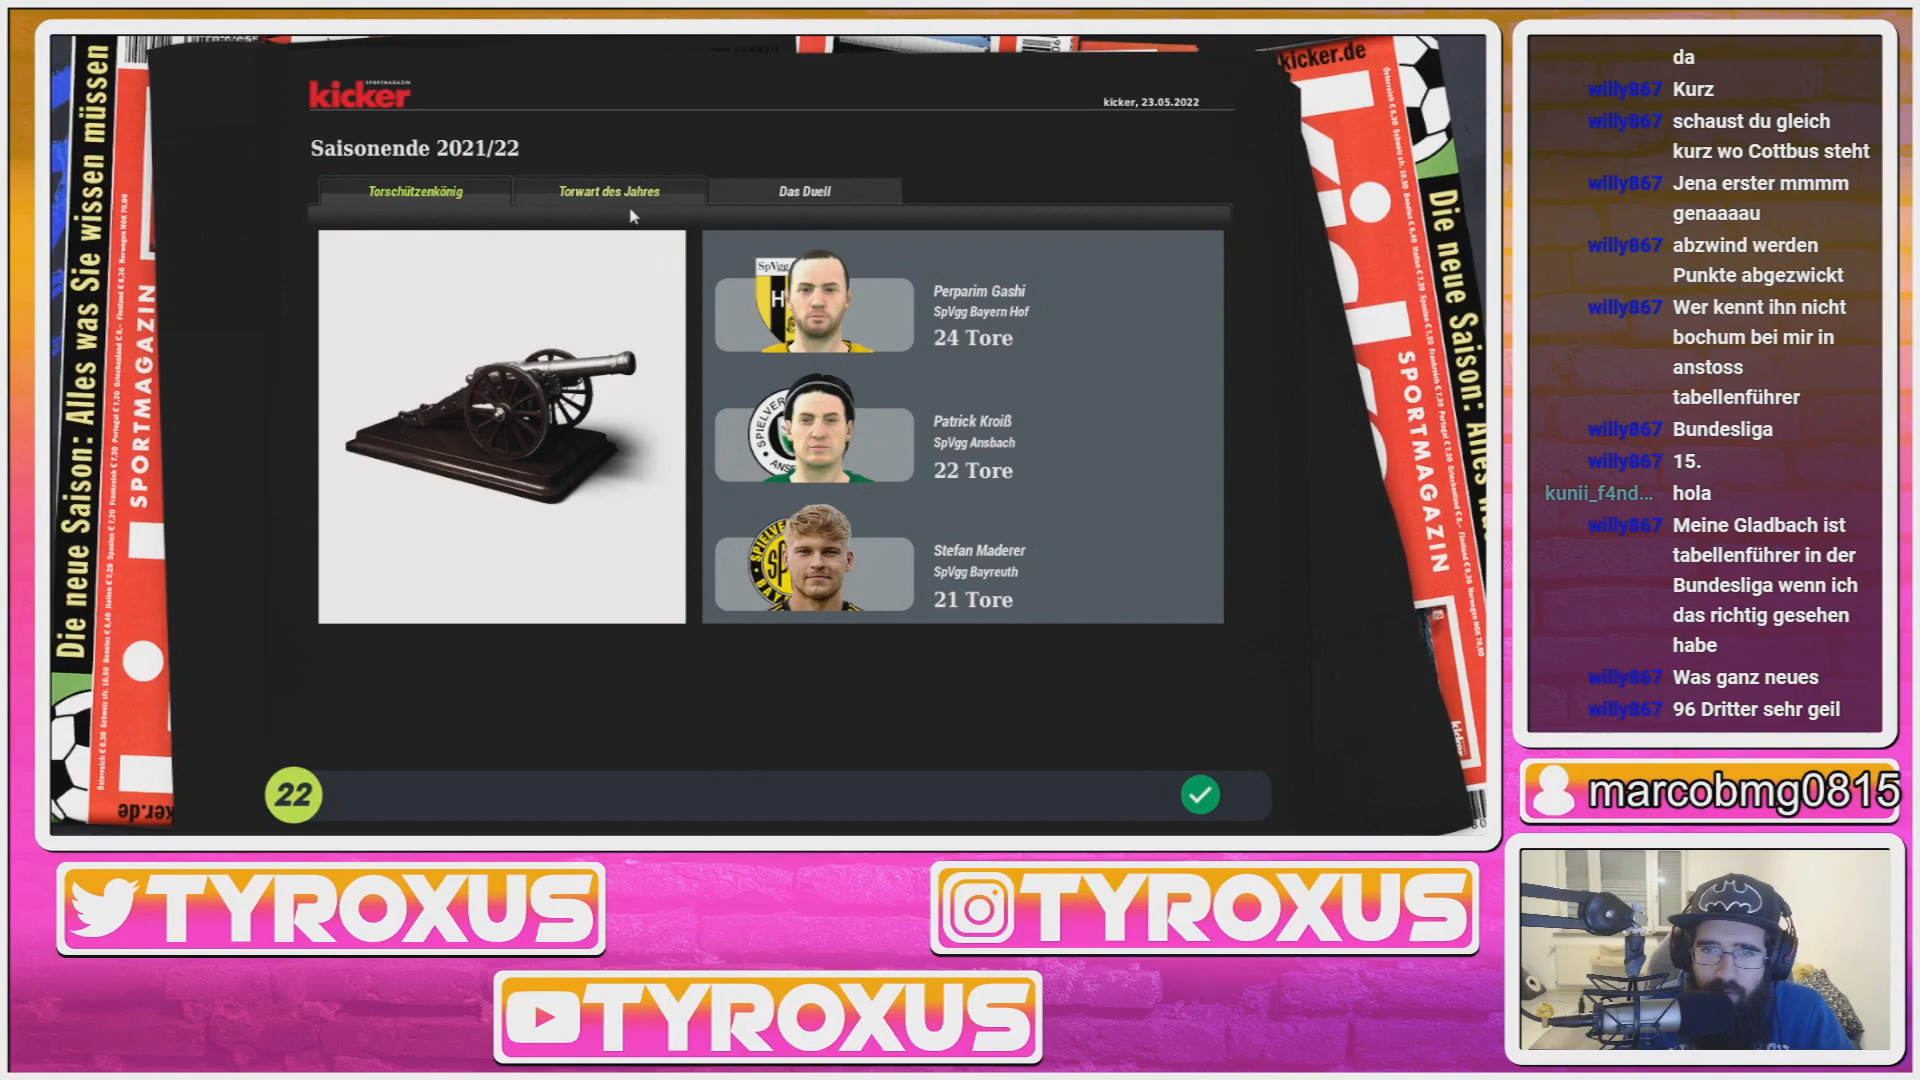 kicker
SPORTMAGAZIN
kicker, 23.05.2022
Saisonende 2021/22
Torschützenkönig
Torwart des Jahres
Das Duell
Perparim Gashi
SpVgg Bayern Hof
24 Tore
Patrick Kroiß
SpVgg Ansbach
22 Tore
Stefan Maderer
SpVgg Bayreuth
21 Tore
22
Die neue Saison: Alles was Sie wissen müssen
SPORTMAGAZIN
kicker.de
kicker.de
SPORTMAGAZIN
kicker
da
willy867 Kurz
willy867 schaust du gleich
kurz wo Cottbus steht
willy867 Jena erster mmmm
genaaaau
willy867 abzwind werden
Punkte abgezwickt
willy867 Wer kennt ihn nicht
bochum bei mir in
anstoss
tabellenführer
willy867 Bundesliga
willy867 15.
kunii_f4nd... hola
willy867 Meine Gladbach ist
tabellenführer in der
Bundesliga wenn ich
das richtig gesehen
habe
willy867 Was ganz neues
willy867 96 Dritter sehr geil
marcobmg0815
TYROXUS
TYROXUS
TYROXUS